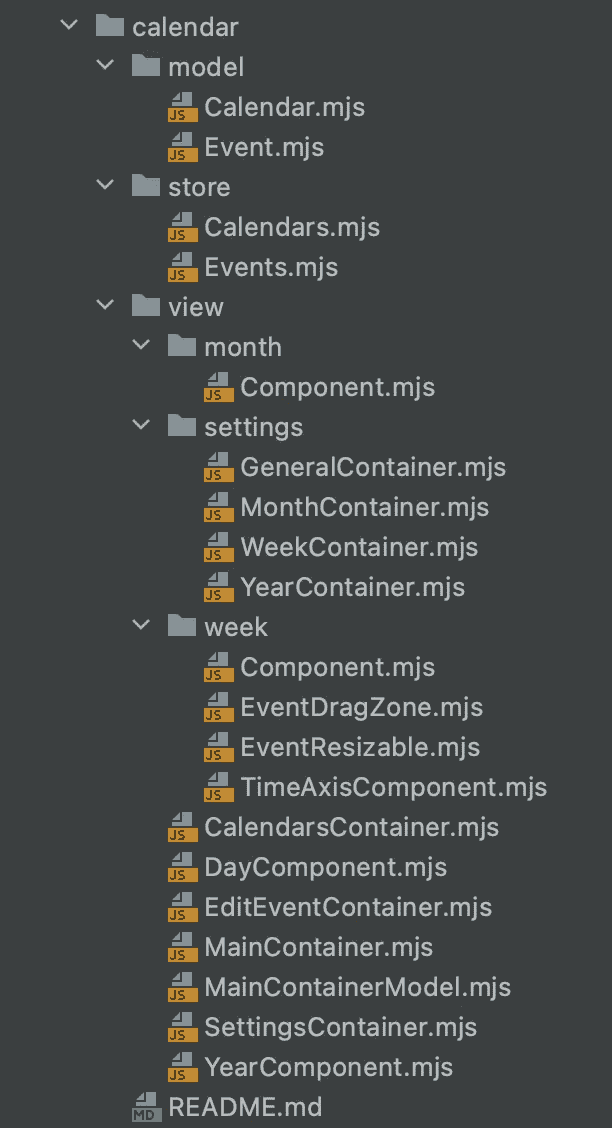 calendar
model
JS Calendar.mjs
JS Event.mjs
store
JS Calendars.mjs
JS Events.mjs
view
month
JS Component.mjs
settings
JS GeneralContainer.mjs
JS MonthContainer.mjs
JS WeekContainer.mjs
JS YearContainer.mjs
week
JS Component.mjs
JS EventDragZone.mjs
JS EventResizable.mjs
JS TimeAxisComponent.mjs
JS CalendarsContainer.mjs
JS DayComponent.mjs
JS EditEventContainer.mjs
JS MainContainer.mjs
JS MainContainerModel.mjs
JS SettingsContainer.mjs
JS YearComponent.mjs
MD README.md